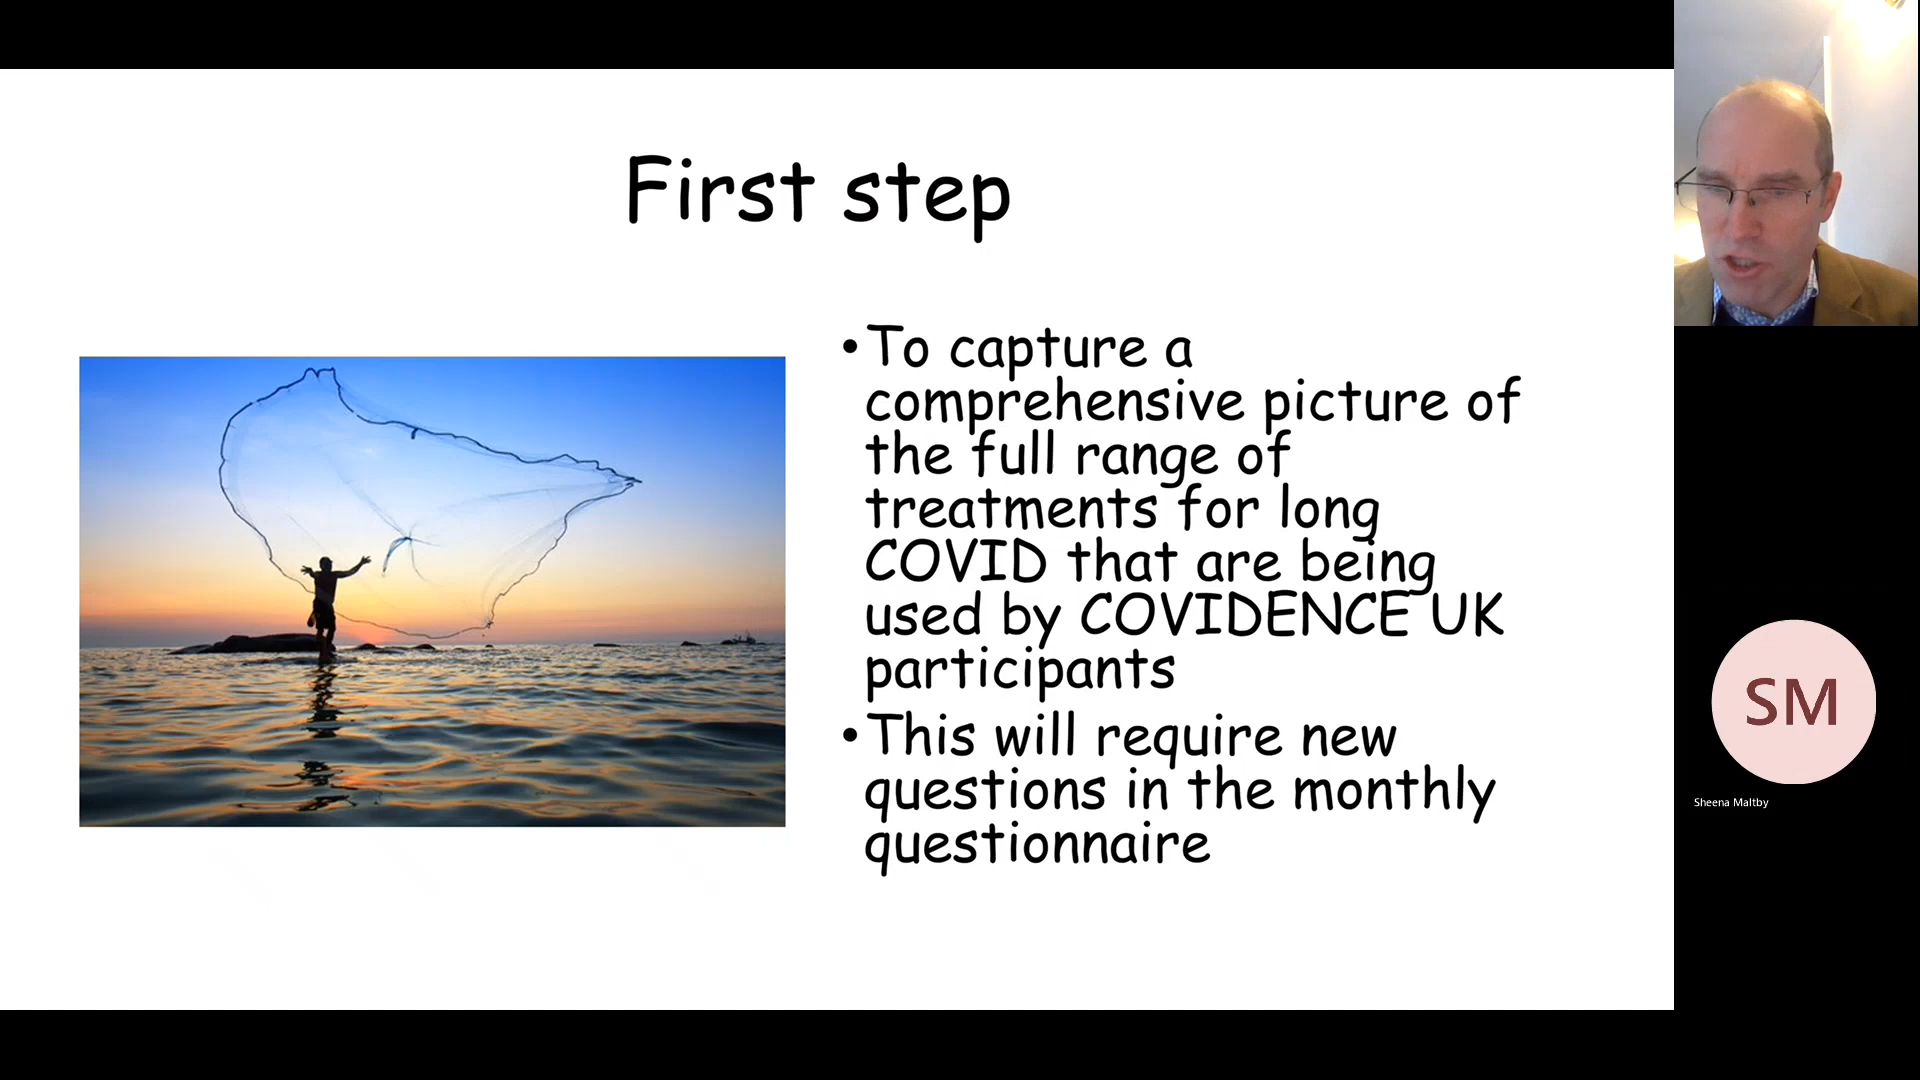 First step
•To capture a
comprehensive picture of
the full range of
treatments for long
COVID that are being
used by COVIDENCE UK
participants
•This will require new
questions in the monthly
questionnaire
SM
Sheena Maltby